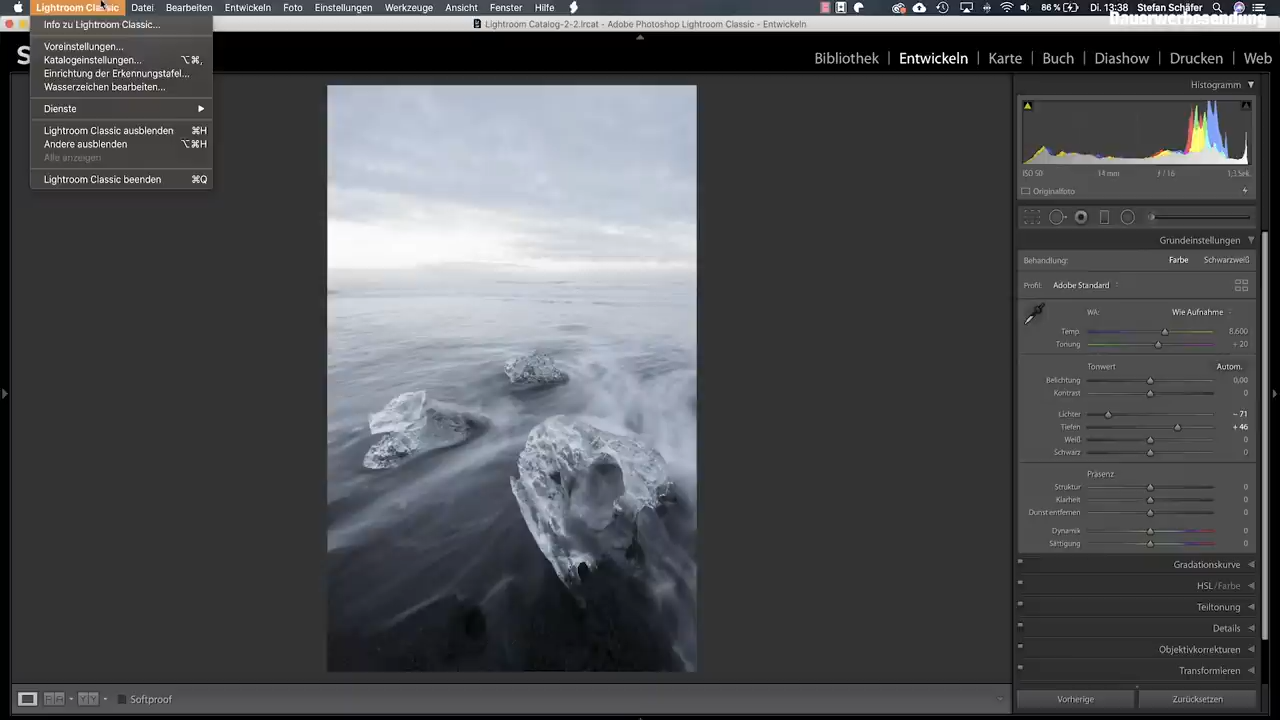 Lightroom Classic Datei Bearbeiten Entwickeln Foto Einstellungen Werkzeuge Ansicht Fenster Hilfe 86 % Di. 13:38 Stefan Schäfer
Dauerwerbesendung
Lightroom Catalog-2-2.lrcat - Adobe Photoshop Lightroom Classic - Entwickeln
Info zu Lightroom Classic...
Voreinstellungen...
Katalogeinstellungen... ⌥⌘,
Einrichtung der Erkennungstafel...
Wasserzeichen bearbeiten...
Dienste
Lightroom Classic ausblenden ⌘H
Andere ausblenden ⌥⌘H
Alle anzeigen
Lightroom Classic beenden ⌘Q
S
Bibliothek Entwickeln Karte Buch Diashow Drucken Web
Histogramm
ISO 50 14 mm f / 16 1,3 Sek.
Originalfoto
Grundeinstellungen
Behandlung: Farbe Schwarzweiß
Profil: Adobe Standard
WA: Wie Aufnahme
Temp. 8.600
Tonung + 20
Tonwert Autom.
Belichtung 0,00
Kontrast 0
Lichter − 71
Tiefen + 46
Weiß 0
Schwarz 0
Präsenz
Struktur 0
Klarheit 0
Dunst entfernen 0
Dynamik 0
Sättigung 0
Gradationskurve
HSL / Farbe
Teiltonung
Details
Objektivkorrekturen
Transformieren
Softproof
Vorherige Zurücksetzen